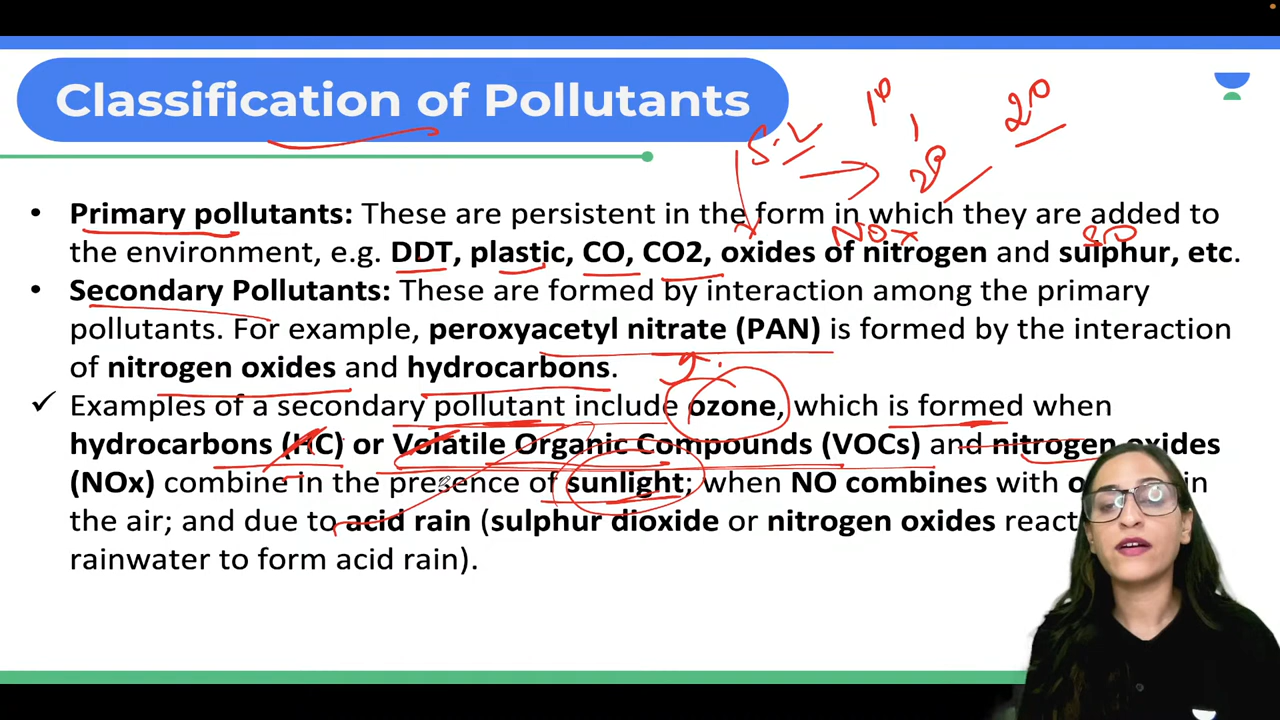 Classification of Pollutants
1º
2º
S.L
1
2º
• Primary pollutants: These are persistent in the form in which they are added to
NOx
the environment, e.g. DDT, plastic, CO, CO2, oxides of nitrogen and sulphur, etc.
• Secondary Pollutants: These are formed by interaction among the primary
pollutants. For example, peroxyacetyl nitrate (PAN) is formed by the interaction
of nitrogen oxides and hydrocarbons.
✓ Examples of a secondary pollutant include ozone, which is formed when
hydrocarbons (HC) or Volatile Organic Compounds (VOCs) and nitrogen oxides
(NOx) combine in the presence of sunlight; when NO combines with in
the air; and due to acid rain (sulphur dioxide or nitrogen oxides react
rainwater to form acid rain).